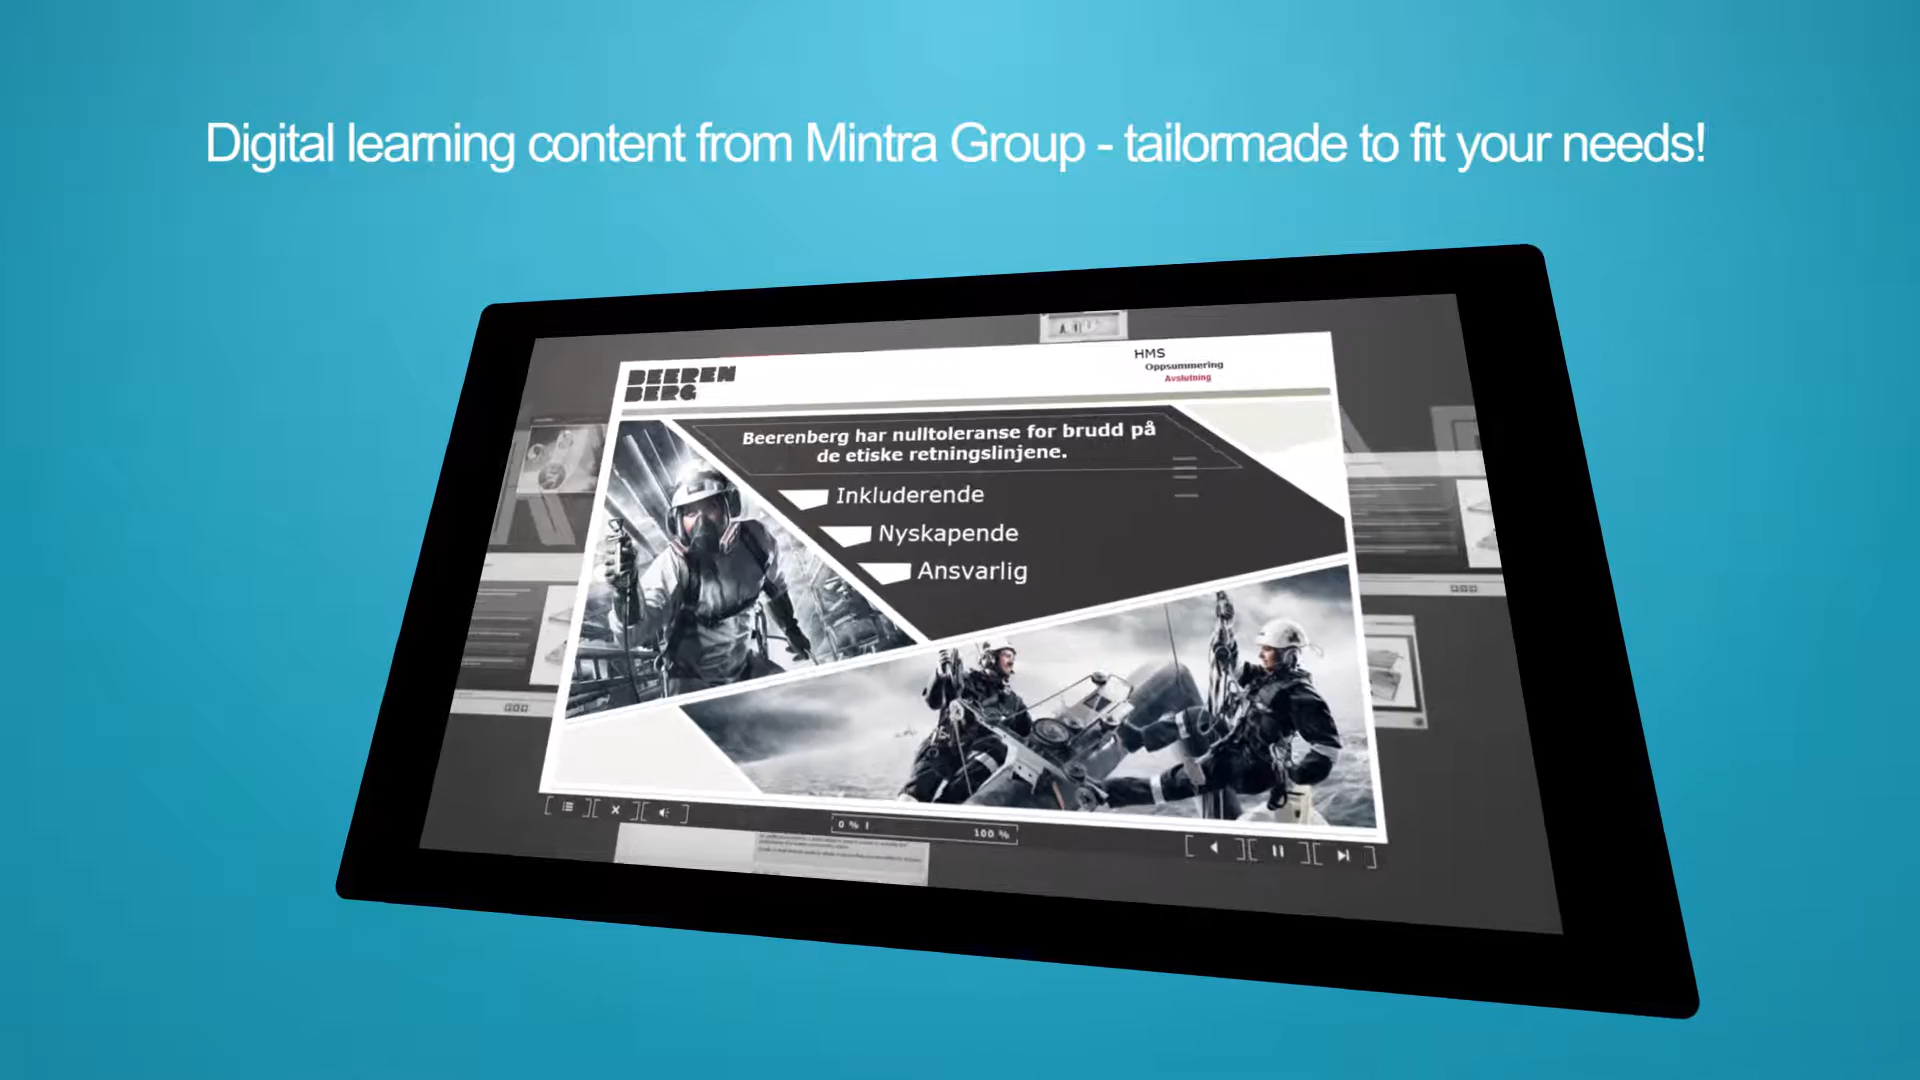 Digital learning content from Mintra Group - tailormade to fit your needs!
BEEREN
BERG
HMS
Oppsummering
Avslutning
Beerenberg har nulltoleranse for brudd på
de etiske retningslinjene.
Inkluderende
Nyskapende
Ansvarlig
0 %
100 %